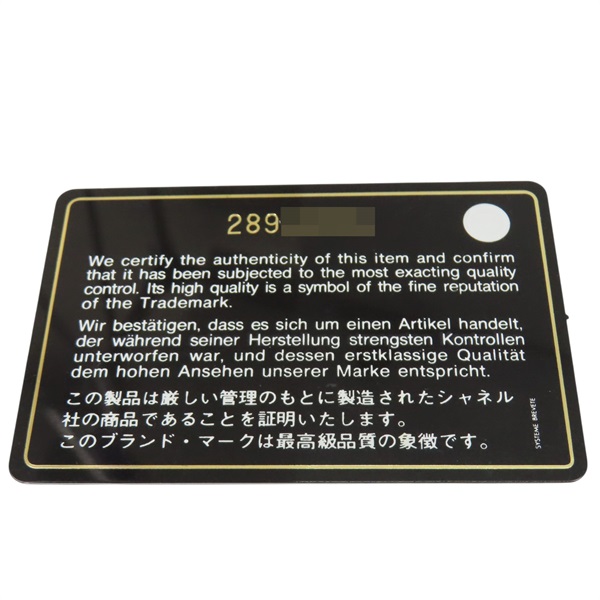 289
We certify the authenticity of this item and confirm
that it has been subjected to the most exacting quality
control. Its high quality is a symbol of the fine reputation
of the Trademark.
Wir bestätigen, dass es sich um einen Artikel handelt,
der während seiner Herstellung strengsten Kontrollen
unterworfen war, und dessen erstklassige Qualität
dem hohen Ansehen unserer Marke entspricht.
この製品は厳しい管理のもとに製造されたシャネル
社の商品であることを証明いたします。
このブランド・マークは最高級品質の象徴です。
SYSTEME BREVETE